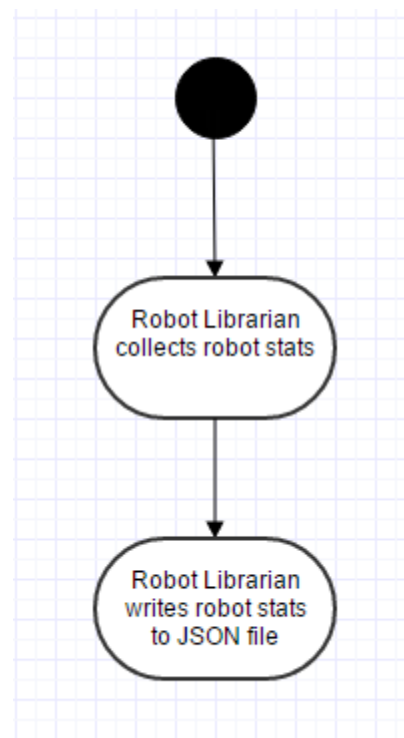 Robot Librarian
collects robot stats
Robot Librarian
writes robot stats
to JSON file